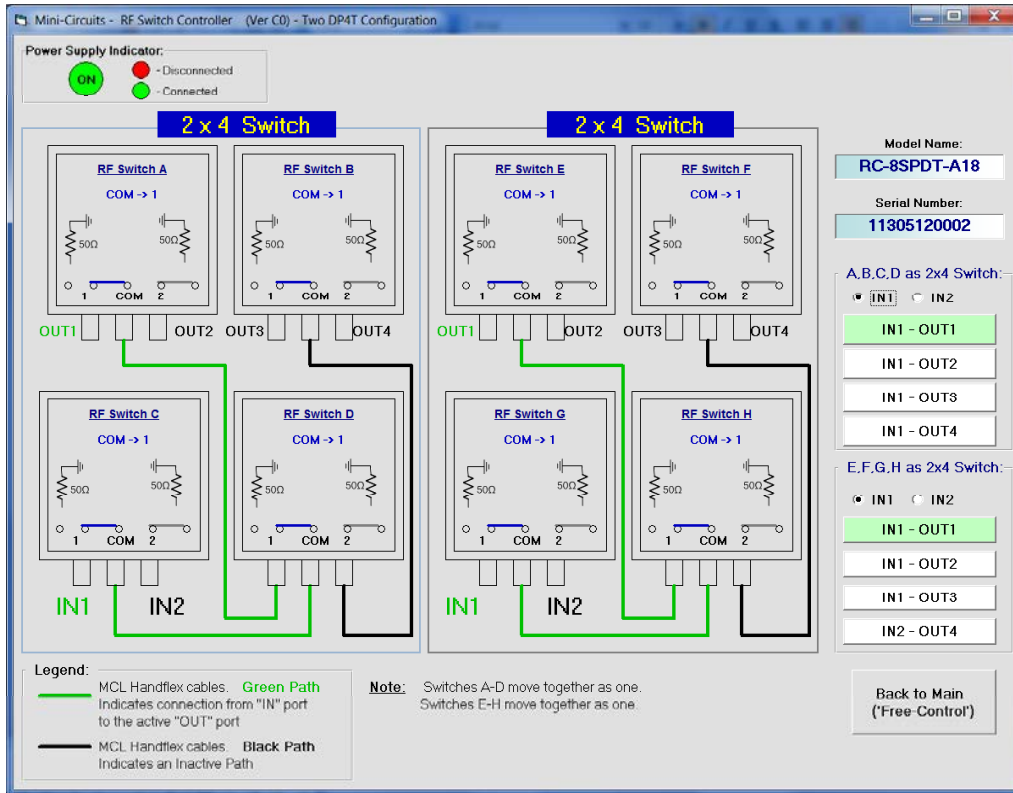 Mini-Circuits - RF Switch Controller (Ver C0) - Two DP4T Configuration
Power Supply Indicator:
ON
- Disconnected
- Connected
2 x 4 Switch
2 x 4 Switch
RF Switch A
COM -> 1
50Ω
50Ω
1 COM 2
RF Switch B
COM -> 1
50Ω
50Ω
1 COM 2
RF Switch E
COM -> 1
50Ω
50Ω
1 COM 2
RF Switch F
COM -> 1
50Ω
50Ω
1 COM 2
OUT1
OUT2
OUT3
OUT4
OUT1
OUT2
OUT3
OUT4
RF Switch C
COM -> 1
50Ω
50Ω
1 COM 2
RF Switch D
COM -> 1
50Ω
50Ω
1 COM 2
RF Switch G
COM -> 1
50Ω
50Ω
1 COM 2
RF Switch H
COM -> 1
50Ω
50Ω
1 COM 2
IN1
IN2
IN1
IN2
Model Name:
RC-8SPDT-A18
Serial Number:
11305120002
A,B,C,D as 2x4 Switch:
IN1 IN2
IN1 - OUT1
IN1 - OUT2
IN1 - OUT3
IN1 - OUT4
E,F,G,H as 2x4 Switch:
IN1 IN2
IN1 - OUT1
IN1 - OUT2
IN1 - OUT3
IN2 - OUT4
Back to Main
('Free-Control')
Legend:
MCL Handflex cables. Green Path
Indicates connection from "IN" port
to the active "OUT" port
MCL Handflex cables. Black Path
Indicates an Inactive Path
Note: Switches A-D move together as one.
Switches E-H move together as one.